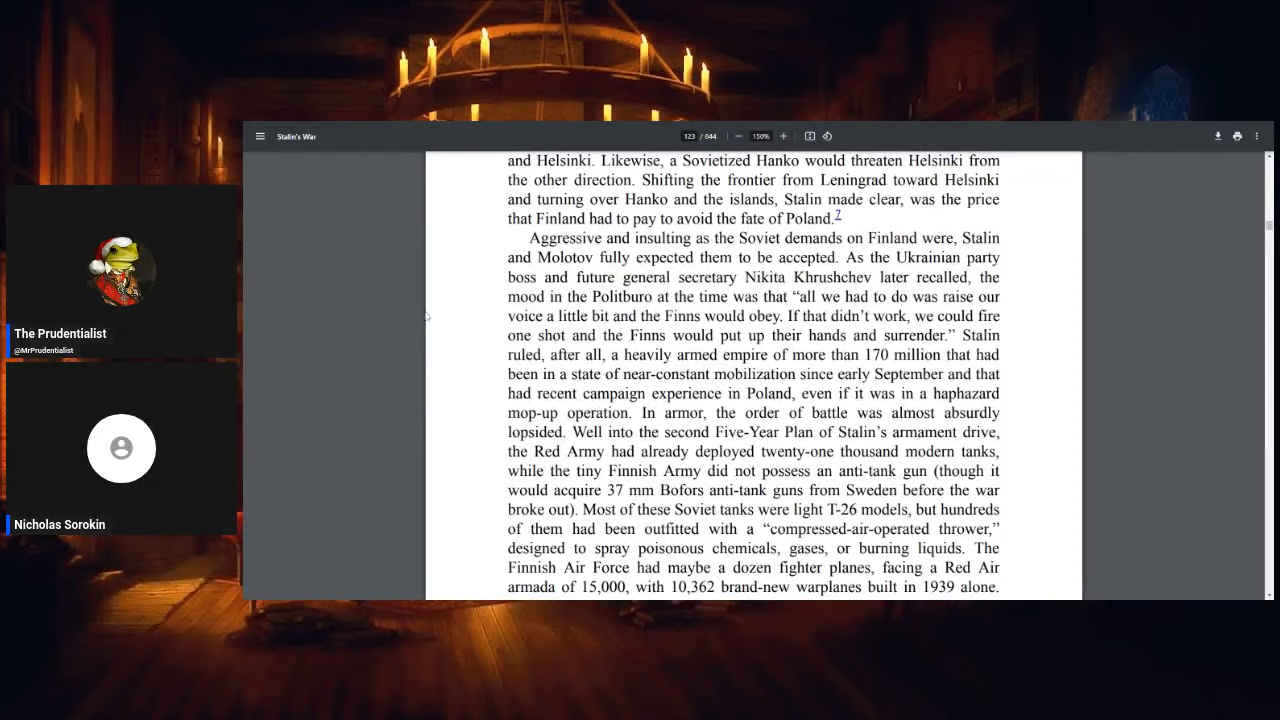 Stalin's War
123 / 844
150%
and Helsinki. Likewise, a Sovietized Hanko would threaten Helsinki from
the other direction. Shifting the frontier from Leningrad toward Helsinki
and turning over Hanko and the islands, Stalin made clear, was the price
that Finland had to pay to avoid the fate of Poland.7
Aggressive and insulting as the Soviet demands on Finland were, Stalin
and Molotov fully expected them to be accepted. As the Ukrainian party
boss and future general secretary Nikita Khrushchev later recalled, the
mood in the Politburo at the time was that “all we had to do was raise our
voice a little bit and the Finns would obey. If that didn’t work, we could fire
one shot and the Finns would put up their hands and surrender.” Stalin
ruled, after all, a heavily armed empire of more than 170 million that had
been in a state of near-constant mobilization since early September and that
had recent campaign experience in Poland, even if it was in a haphazard
mop-up operation. In armor, the order of battle was almost absurdly
lopsided. Well into the second Five-Year Plan of Stalin’s armament drive,
the Red Army had already deployed twenty-one thousand modern tanks,
while the tiny Finnish Army did not possess an anti-tank gun (though it
would acquire 37 mm Bofors anti-tank guns from Sweden before the war
broke out). Most of these Soviet tanks were light T-26 models, but hundreds
of them had been outfitted with a “compressed-air-operated thrower,”
designed to spray poisonous chemicals, gases, or burning liquids. The
Finnish Air Force had maybe a dozen fighter planes, facing a Red Air
armada of 15,000, with 10,362 brand-new warplanes built in 1939 alone.
The Prudentialist
@MrPrudentialist
Nicholas Sorokin